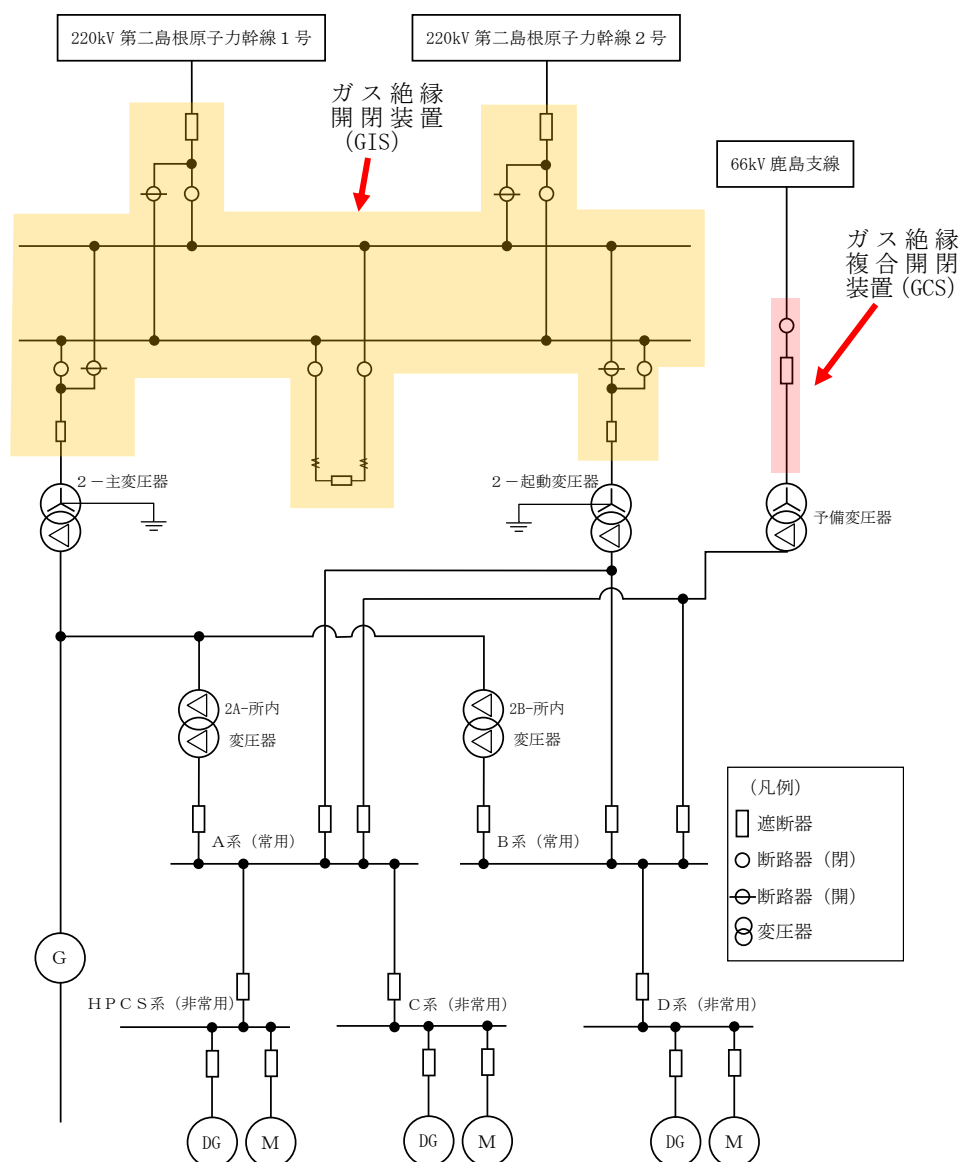 220kV 第二島根原子力幹線１号
220kV 第二島根原子力幹線２号
ガス絶縁
開閉装置
(GIS)
66kV 鹿島支線
ガス絶縁
複合開閉
装置(GCS)
２－主変圧器
２－起動変圧器
予備変圧器
2A-所内
変圧器
2B-所内
変圧器
Ａ系（常用）
Ｂ系（常用）
（凡例）
遮断器
断路器（閉）
断路器（開）
変圧器
G
ＨＰＣＳ系（非常用）
Ｃ系（非常用）
Ｄ系（非常用）
DG
M
DG
M
DG
M